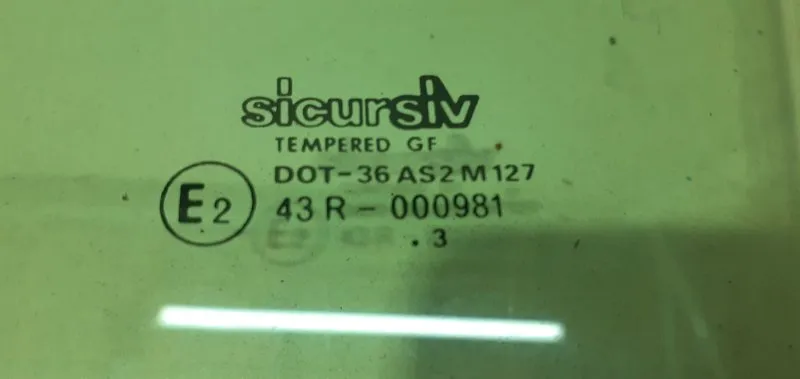 sicursiv
TEMPERED GF
DOT-36 AS2 M127
E2 43 R - 000981
. 3